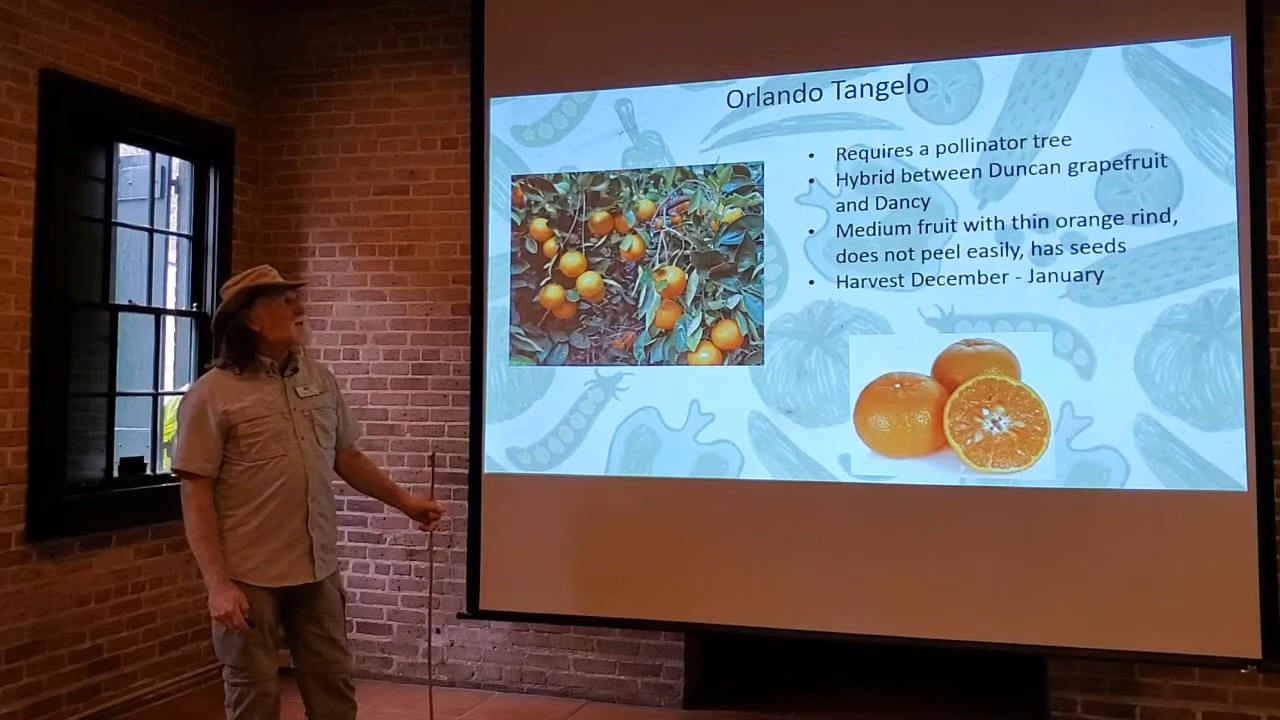 Orlando Tangelo
• Requires a pollinator tree
• Hybrid between Duncan grapefruit
and Dancy
• Medium fruit with thin orange rind,
does not peel easily, has seeds
• Harvest December - January